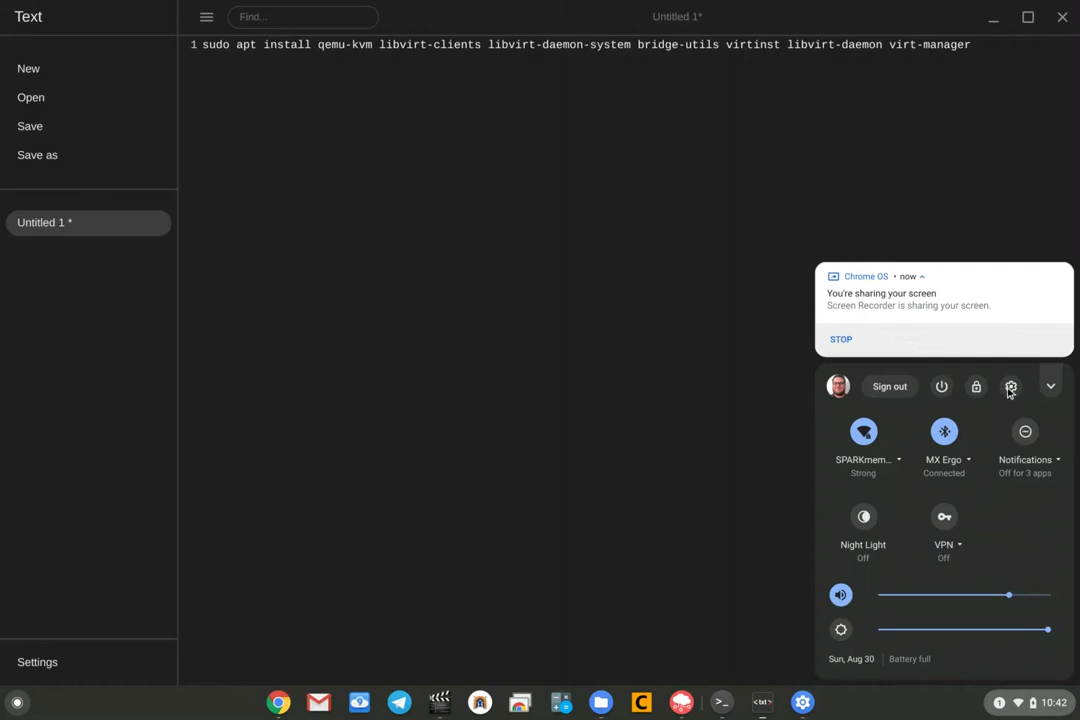 Text
Find...
Untitled 1*
1 sudo apt install qemu-kvm libvirt-clients libvirt-daemon-system bridge-utils virtinst libvirt-daemon virt-manager
New
Open
Save
Save as
Untitled 1 *
Chrome OS • now
You're sharing your screen
Screen Recorder is sharing your screen.
STOP
Sign out
SPARKmem...
Strong
MX Ergo
Connected
Notifications
Off for 3 apps
Night Light
Off
VPN
Off
Sun, Aug 30
Battery full
Settings
C
>_
<txt>
1
10:42